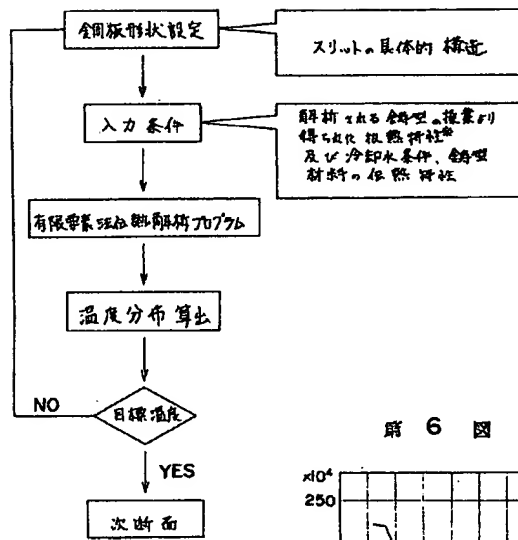 銅板形状設定
スリットの具体的構造
入力条件
解析される鋳型の操業より
得られた抜熱特性※
及び冷却水条件、鋳型
材料の伝熱特性
有限要素法伝熱解析プログラム
温度分布算出
目標温度
NO
YES
次断面
第 6 図
×10⁴
250